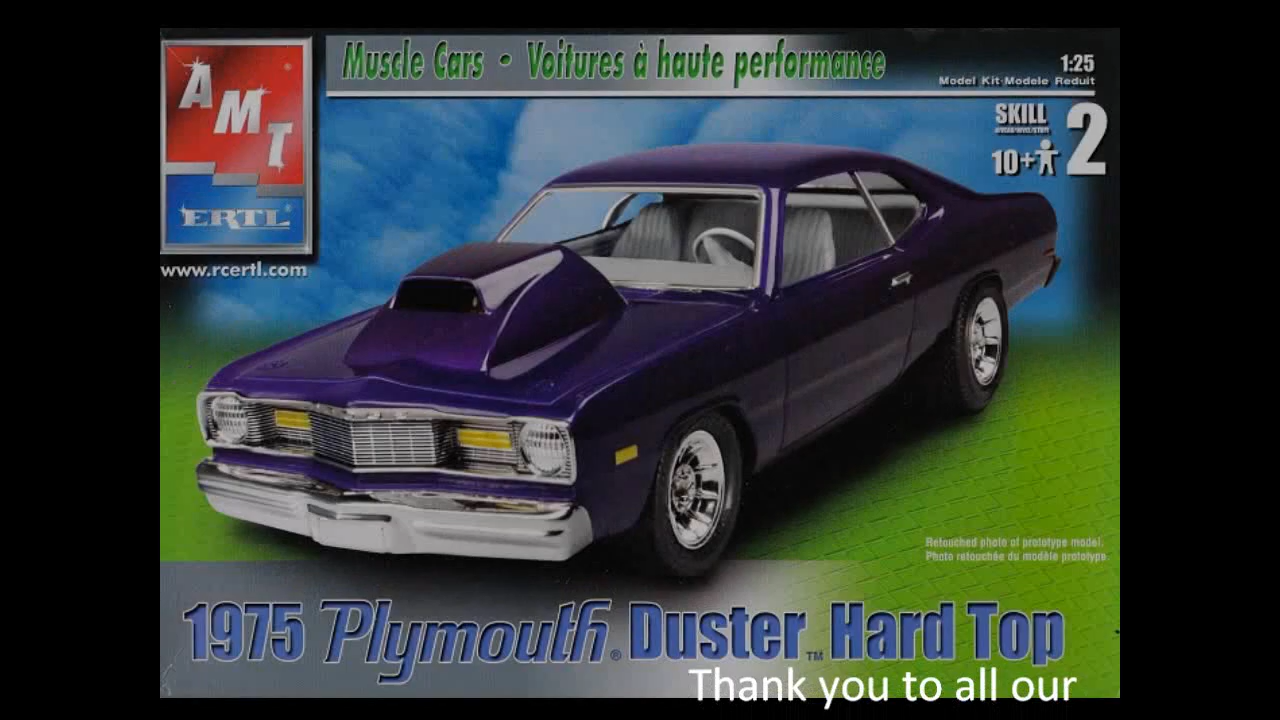 AMT
ERTL
www.rcertl.com
Muscle Cars • Voitures à haute performance
1:25
Model Kit-Modele Reduit
SKILL 2
10+
Retouched photo of prototype model.
Photo retouchée du modèle prototype.
1975 Plymouth® Duster™ Hard Top
Thank you to all our